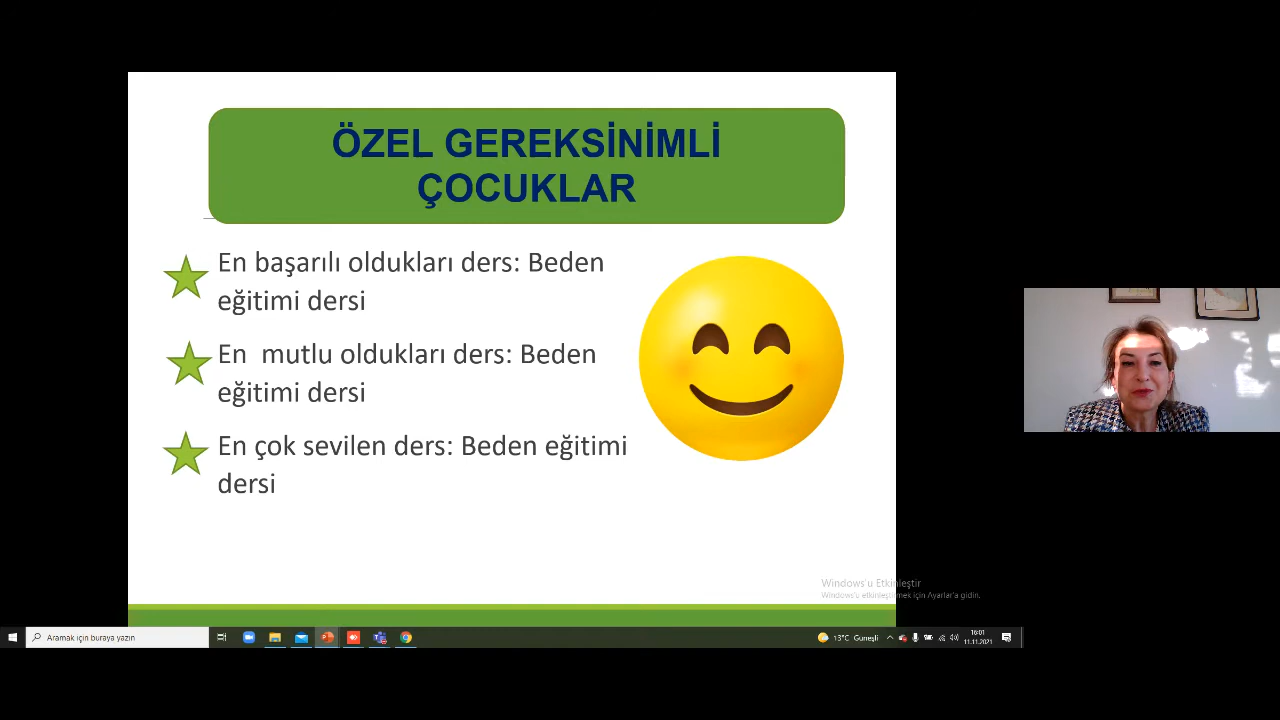 ÖZEL GEREKSİNİMLİ
ÇOCUKLAR
En başarılı oldukları ders: Beden
eğitimi dersi
En  mutlu oldukları ders: Beden
eğitimi dersi
En çok sevilen ders: Beden eğitimi
dersi
Windows'u Etkinleştir
Windows'u etkinleştirmek için Ayarlar'a gidin.
Aramak için buraya yazın
13°C Güneşli
16:01
11.11.2021